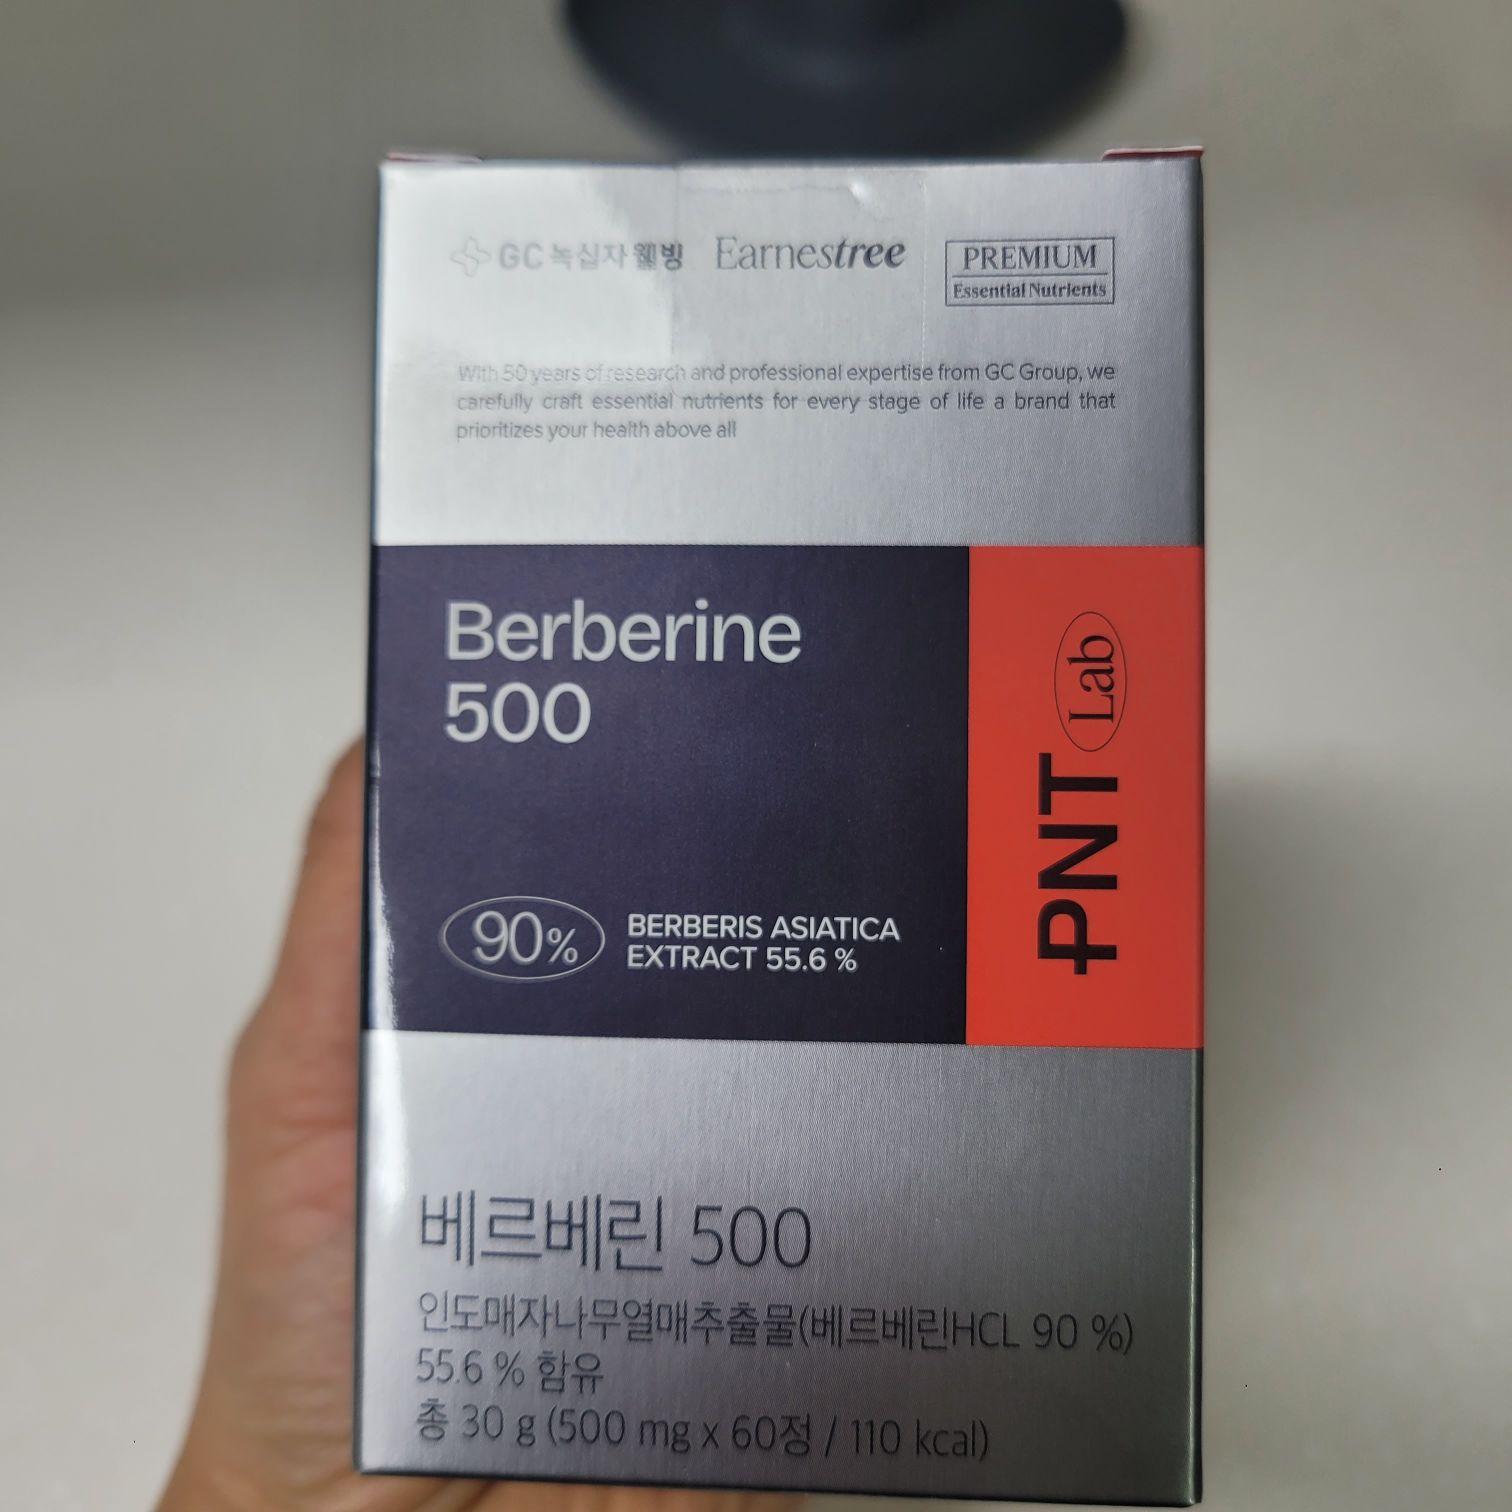 GC 녹십자웰빙 Earnestree PREMIUM
Essential Nutrients
With 50 years of research and professional expertise from GC Group, we
carefully craft essential nutrients for every stage of life a brand that
prioritizes your health above all
Berberine
500
90% BERBERIS ASIATICA
EXTRACT 55.6 %
PNT Lab
베르베린 500
인도매자나무열매추출물(베르베린HCL 90 %)
55.6 % 함유
총 30 g (500 mg x 60정 / 110 kcal)